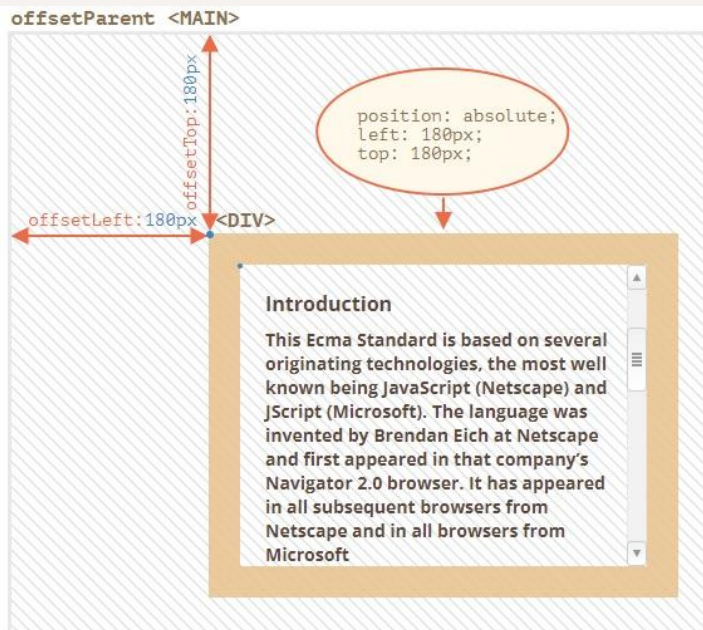 offsetParent <MAIN>
offsetTop:180px
position: absolute;
left: 180px;
top: 180px;
offsetLeft:180px
<DIV>
Introduction
This Ecma Standard is based on several
originating technologies, the most well
known being JavaScript (Netscape) and
JScript (Microsoft). The language was
invented by Brendan Eich at Netscape
and first appeared in that company’s
Navigator 2.0 browser. It has appeared
in all subsequent browsers from
Netscape and in all browsers from
Microsoft